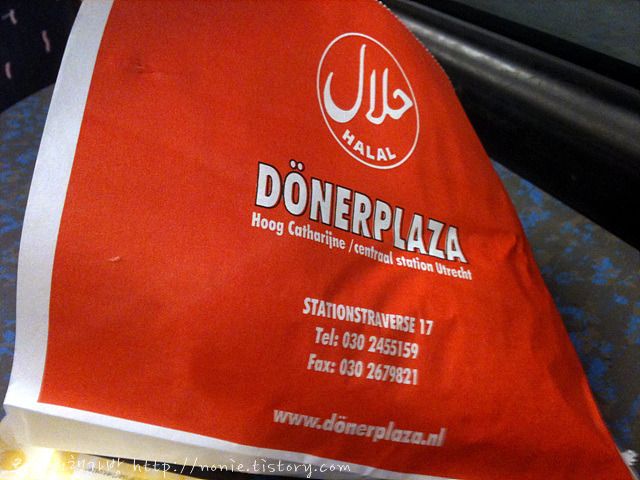 حلال
HALAL
DÖNERPLAZA
Hoog Catharijne /centraal station Utrecht
STATIONSTRAVERSE 17
Tel: 030 2455159
Fax: 030 2679821
www.dönerplaza.nl
http://nonie.tistory.com